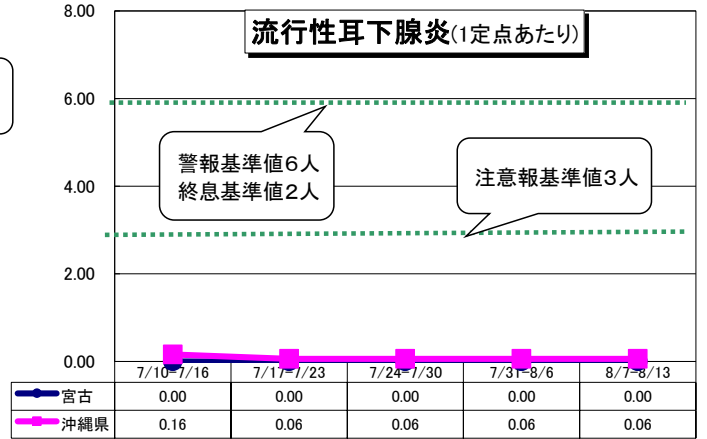 流行性耳下腺炎(1定点あたり)
8.00
6.00
警報基準値6人
終息基準値2人
注意報基準値3人
4.00
2.00
0.00
7/10-7/16 7/17-7/23 7/24-7/30 7/31-8/6 8/7-8/13
宮古 0.00 0.00 0.00 0.00 0.00
沖縄県 0.16 0.06 0.06 0.06 0.06